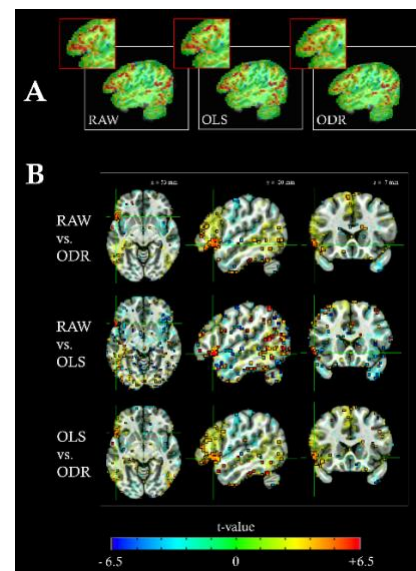 A
RAW
OLS
ODR
B
RAW
vs.
ODR
RAW
vs.
OLS
OLS
vs.
ODR
t-value
- 6.5
0
+6.5